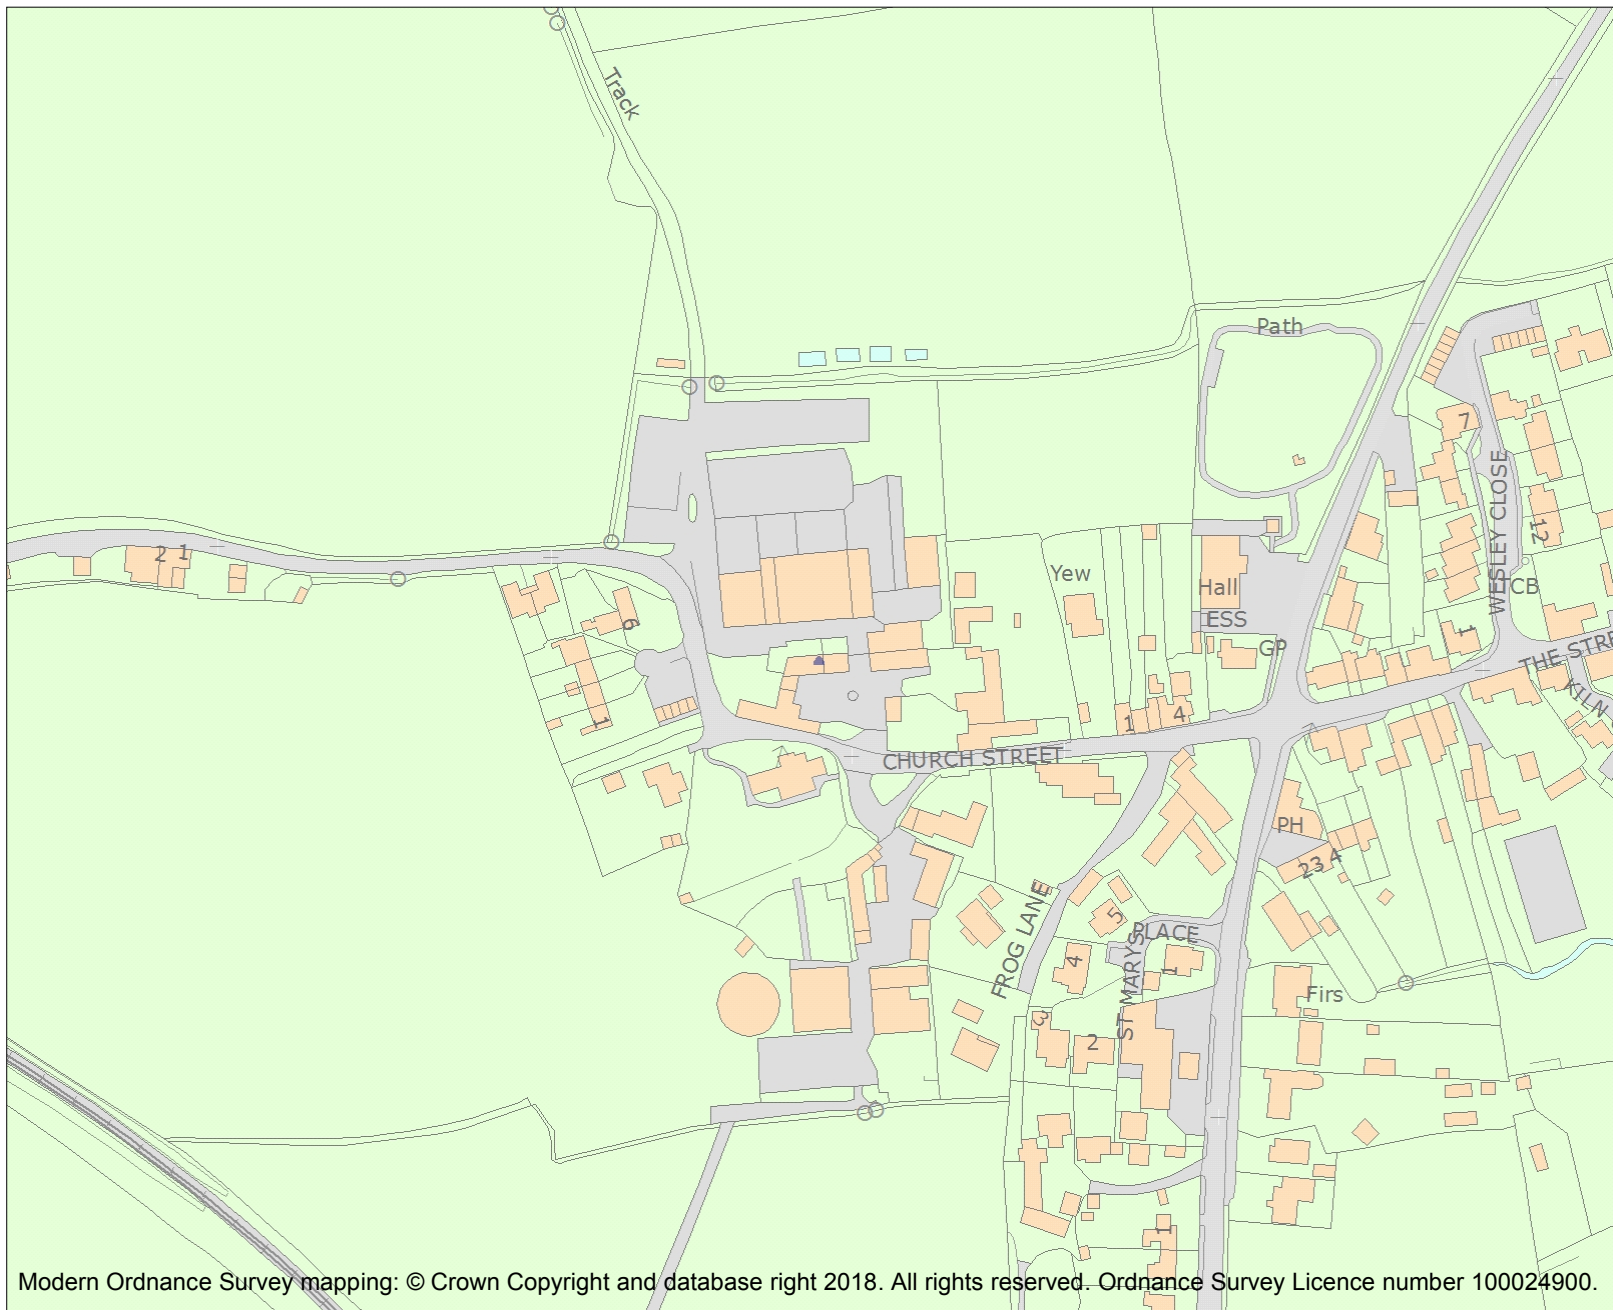 Track
Path
7
WESLEY CLOSE
12
2 1
Yew
Hall
TCB
ESS
6
1
GP
THE STRE
KILN
1
1
4
CHURCH STREET
PH
23 4
FROG LANE
5
PLACE
4
ST MARYS
1
Firs
3
2
1
Modern Ordnance Survey mapping: © Crown Copyright and database right 2018. All rights reserved. Ordnance Survey Licence number 100024900.